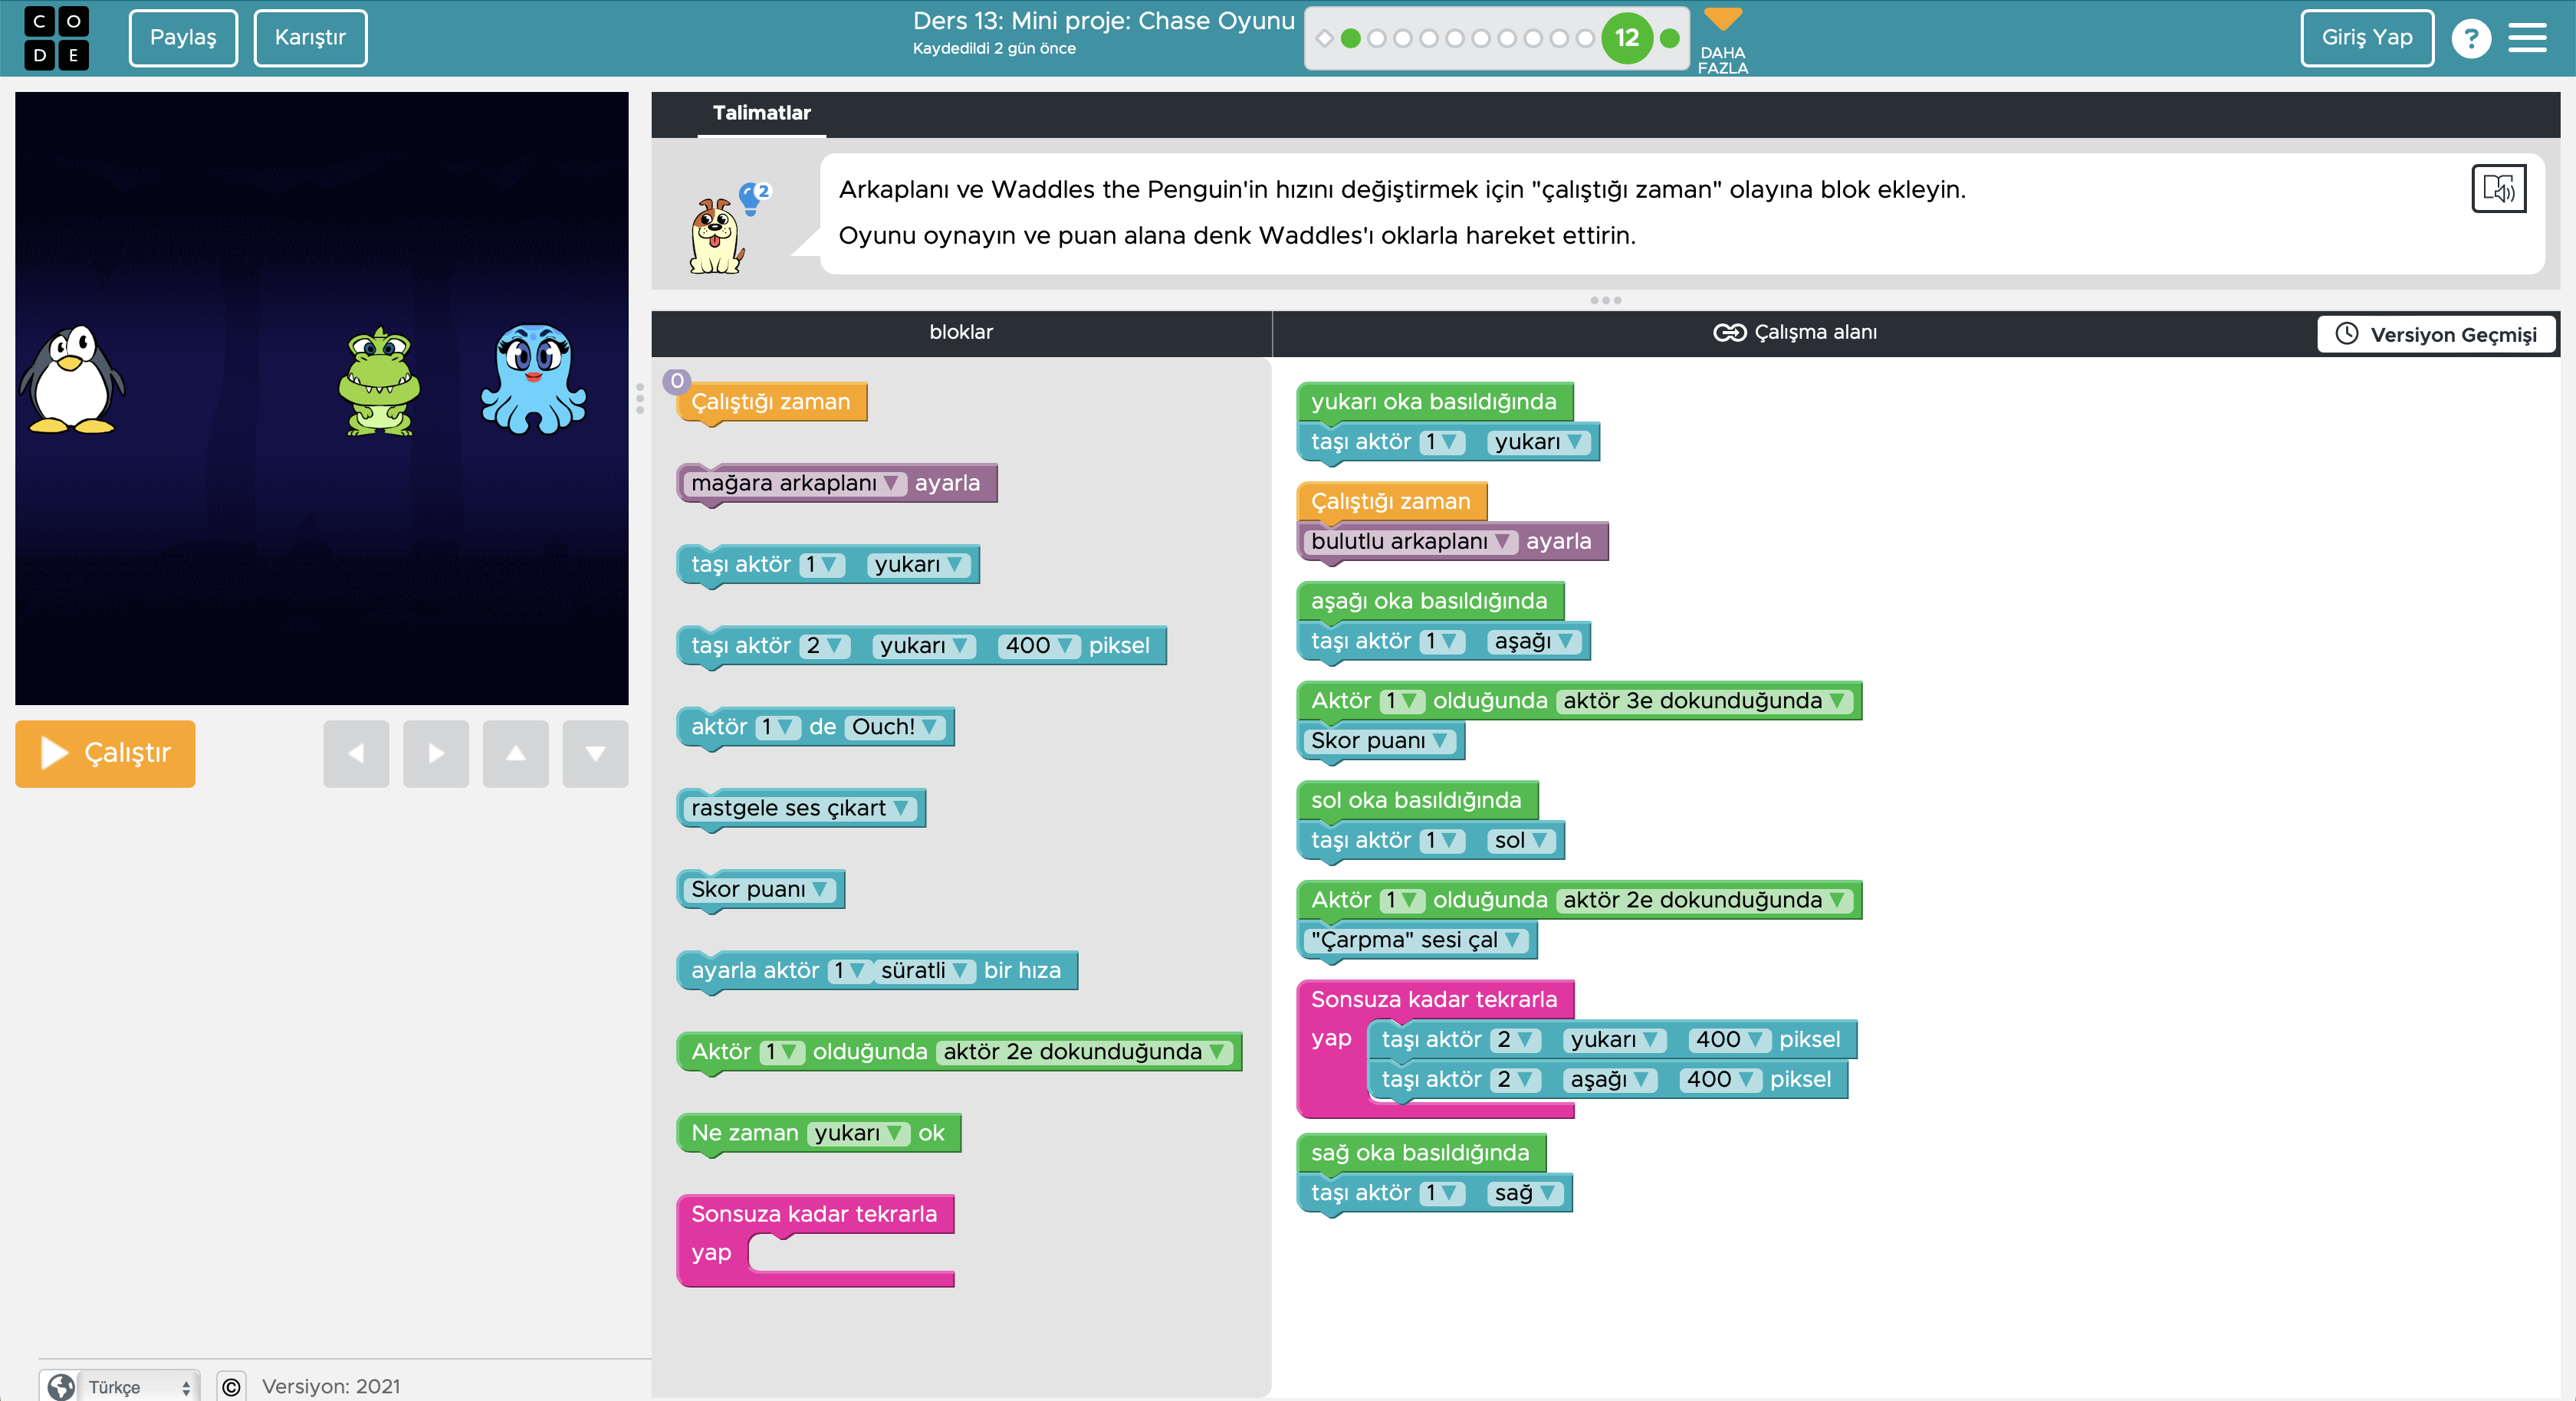 C O
D E
Paylaş
Karıştır
Ders 13: Mini proje: Chase Oyunu
Kaydedildi 2 gün önce
12
DAHA
FAZLA
Giriş Yap
?
Talimatlar
2
Arkaplanı ve Waddles the Penguin'in hızını değiştirmek için "çalıştığı zaman" olayına blok ekleyin.
Oyunu oynayın ve puan alana denk Waddles'ı oklarla hareket ettirin.
Çalıştır
bloklar
Çalışma alanı
Versiyon Geçmişi
0
Çalıştığı zaman
mağara arkaplanı ayarla
taşı aktör 1 yukarı
taşı aktör 2 yukarı 400 piksel
aktör 1 de Ouch!
rastgele ses çıkart
Skor puanı
ayarla aktör 1 süratli bir hıza
Aktör 1 olduğunda aktör 2e dokunduğunda
Ne zaman yukarı ok
Sonsuza kadar tekrarla
yap
yukarı oka basıldığında
taşı aktör 1 yukarı
Çalıştığı zaman
bulutlu arkaplanı ayarla
aşağı oka basıldığında
taşı aktör 1 aşağı
Aktör 1 olduğunda aktör 3e dokunduğunda
Skor puanı
sol oka basıldığında
taşı aktör 1 sol
Aktör 1 olduğunda aktör 2e dokunduğunda
"Çarpma" sesi çal
Sonsuza kadar tekrarla
yap taşı aktör 2 yukarı 400 piksel
taşı aktör 2 aşağı 400 piksel
sağ oka basıldığında
taşı aktör 1 sağ
Türkçe
© Versiyon: 2021